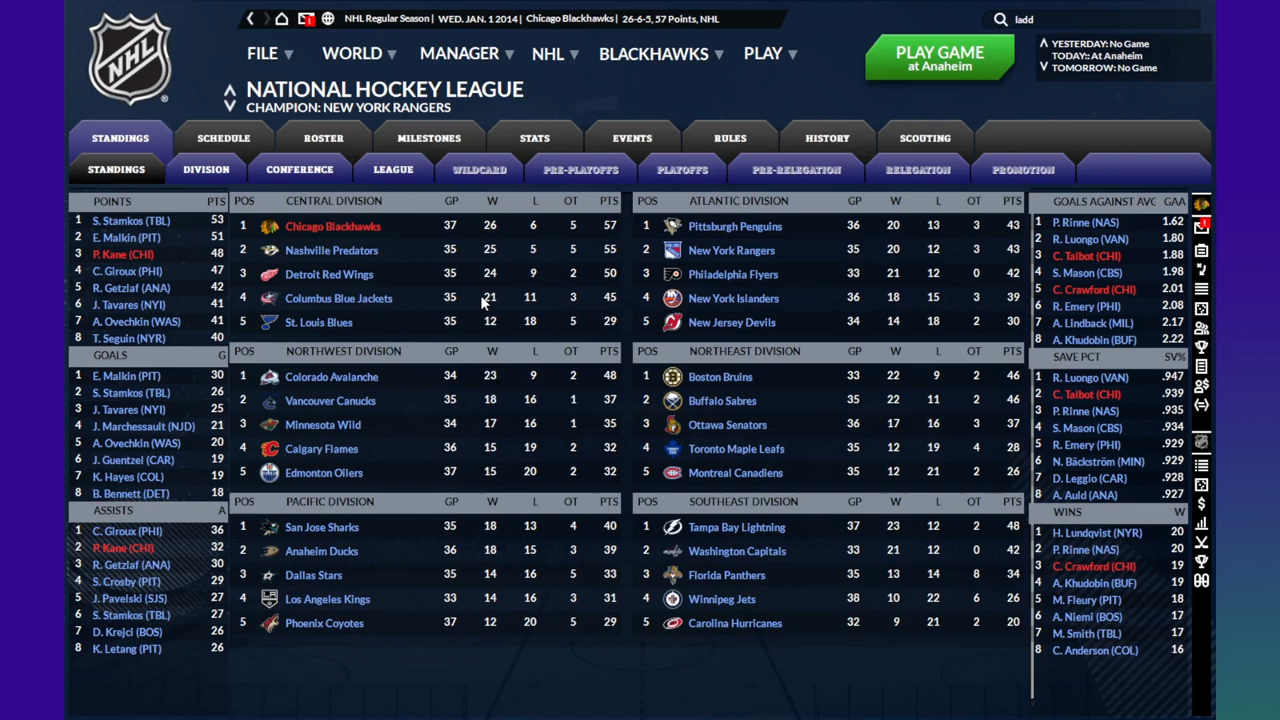 NHL Regular Season | WED. JAN. 1 2014 | Chicago Blackhawks | 26-6-5, 57 Points, NHL
ladd
NHL
FILE WORLD MANAGER NHL BLACKHAWKS PLAY
PLAY GAME
at Anaheim
YESTERDAY: No Game
TODAY:: At Anaheim
TOMORROW: No Game
NATIONAL HOCKEY LEAGUE
CHAMPION: NEW YORK RANGERS
STANDINGS SCHEDULE ROSTER MILESTONES STATS EVENTS RULES HISTORY SCOUTING
STANDINGS DIVISION CONFERENCE LEAGUE WILDCARD PRE-PLAYOFFS PLAYOFFS PRE-RELEGATION RELEGATION PROMOTION
POINTS PTS
1 S. Stamkos (TBL) 53
2 E. Malkin (PIT) 51
3 P. Kane (CHI) 48
4 C. Giroux (PHI) 47
5 R. Getzlaf (ANA) 42
6 J. Tavares (NYI) 41
7 A. Ovechkin (WAS) 41
8 T. Seguin (NYR) 40
GOALS G
1 E. Malkin (PIT) 30
2 S. Stamkos (TBL) 26
3 J. Tavares (NYI) 25
4 J. Marchessault (NJD) 21
5 A. Ovechkin (WAS) 20
6 J. Guentzel (CAR) 19
7 K. Hayes (COL) 19
8 B. Bennett (DET) 18
ASSISTS A
1 C. Giroux (PHI) 36
2 P. Kane (CHI) 32
3 R. Getzlaf (ANA) 30
4 S. Crosby (PIT) 29
5 J. Pavelski (SJS) 27
6 S. Stamkos (TBL) 27
7 D. Krejci (BOS) 26
8 K. Letang (PIT) 26
POS CENTRAL DIVISION GP W L OT PTS
1 Chicago Blackhawks 37 26 6 5 57
2 Nashville Predators 35 25 5 5 55
3 Detroit Red Wings 35 24 9 2 50
4 Columbus Blue Jackets 35 21 11 3 45
5 St. Louis Blues 35 12 18 5 29
POS NORTHWEST DIVISION GP W L OT PTS
1 Colorado Avalanche 34 23 9 2 48
2 Vancouver Canucks 35 18 16 1 37
3 Minnesota Wild 34 17 16 1 35
4 Calgary Flames 36 15 19 2 32
5 Edmonton Oilers 37 15 20 2 32
POS PACIFIC DIVISION GP W L OT PTS
1 San Jose Sharks 35 18 13 4 40
2 Anaheim Ducks 36 18 15 3 39
3 Dallas Stars 35 14 16 5 33
4 Los Angeles Kings 33 14 16 3 31
5 Phoenix Coyotes 37 12 20 5 29
POS ATLANTIC DIVISION GP W L OT PTS
1 Pittsburgh Penguins 36 20 13 3 43
2 New York Rangers 35 20 12 3 43
3 Philadelphia Flyers 33 21 12 0 42
4 New York Islanders 36 18 15 3 39
5 New Jersey Devils 34 14 18 2 30
POS NORTHEAST DIVISION GP W L OT PTS
1 Boston Bruins 33 22 9 2 46
2 Buffalo Sabres 35 22 11 2 46
3 Ottawa Senators 36 17 16 3 37
4 Toronto Maple Leafs 35 12 19 4 28
5 Montreal Canadiens 35 12 21 2 26
POS SOUTHEAST DIVISION GP W L OT PTS
1 Tampa Bay Lightning 37 23 12 2 48
2 Washington Capitals 33 21 12 0 42
3 Florida Panthers 35 13 14 8 34
4 Winnipeg Jets 38 10 22 6 26
5 Carolina Hurricanes 32 9 21 2 20
GOALS AGAINST AVG GAA
1 P. Rinne (NAS) 1.62
2 R. Luongo (VAN) 1.80
3 C. Talbot (CHI) 1.88
4 S. Mason (CBS) 1.98
5 C. Crawford (CHI) 2.01
6 R. Emery (PHI) 2.08
7 A. Lindback (MIL) 2.17
8 A. Khudobin (BUF) 2.22
SAVE PCT SV%
1 R. Luongo (VAN) .947
2 C. Talbot (CHI) .939
3 P. Rinne (NAS) .935
4 S. Mason (CBS) .934
5 R. Emery (PHI) .929
6 N. Bäckström (MIN) .929
7 D. Leggio (CAR) .928
8 A. Auld (ANA) .927
WINS W
1 H. Lundqvist (NYR) 20
2 P. Rinne (NAS) 20
3 C. Crawford (CHI) 19
4 A. Khudobin (BUF) 19
5 M. Fleury (PIT) 18
6 A. Niemi (BOS) 17
7 M. Smith (TBL) 17
8 C. Anderson (COL) 16